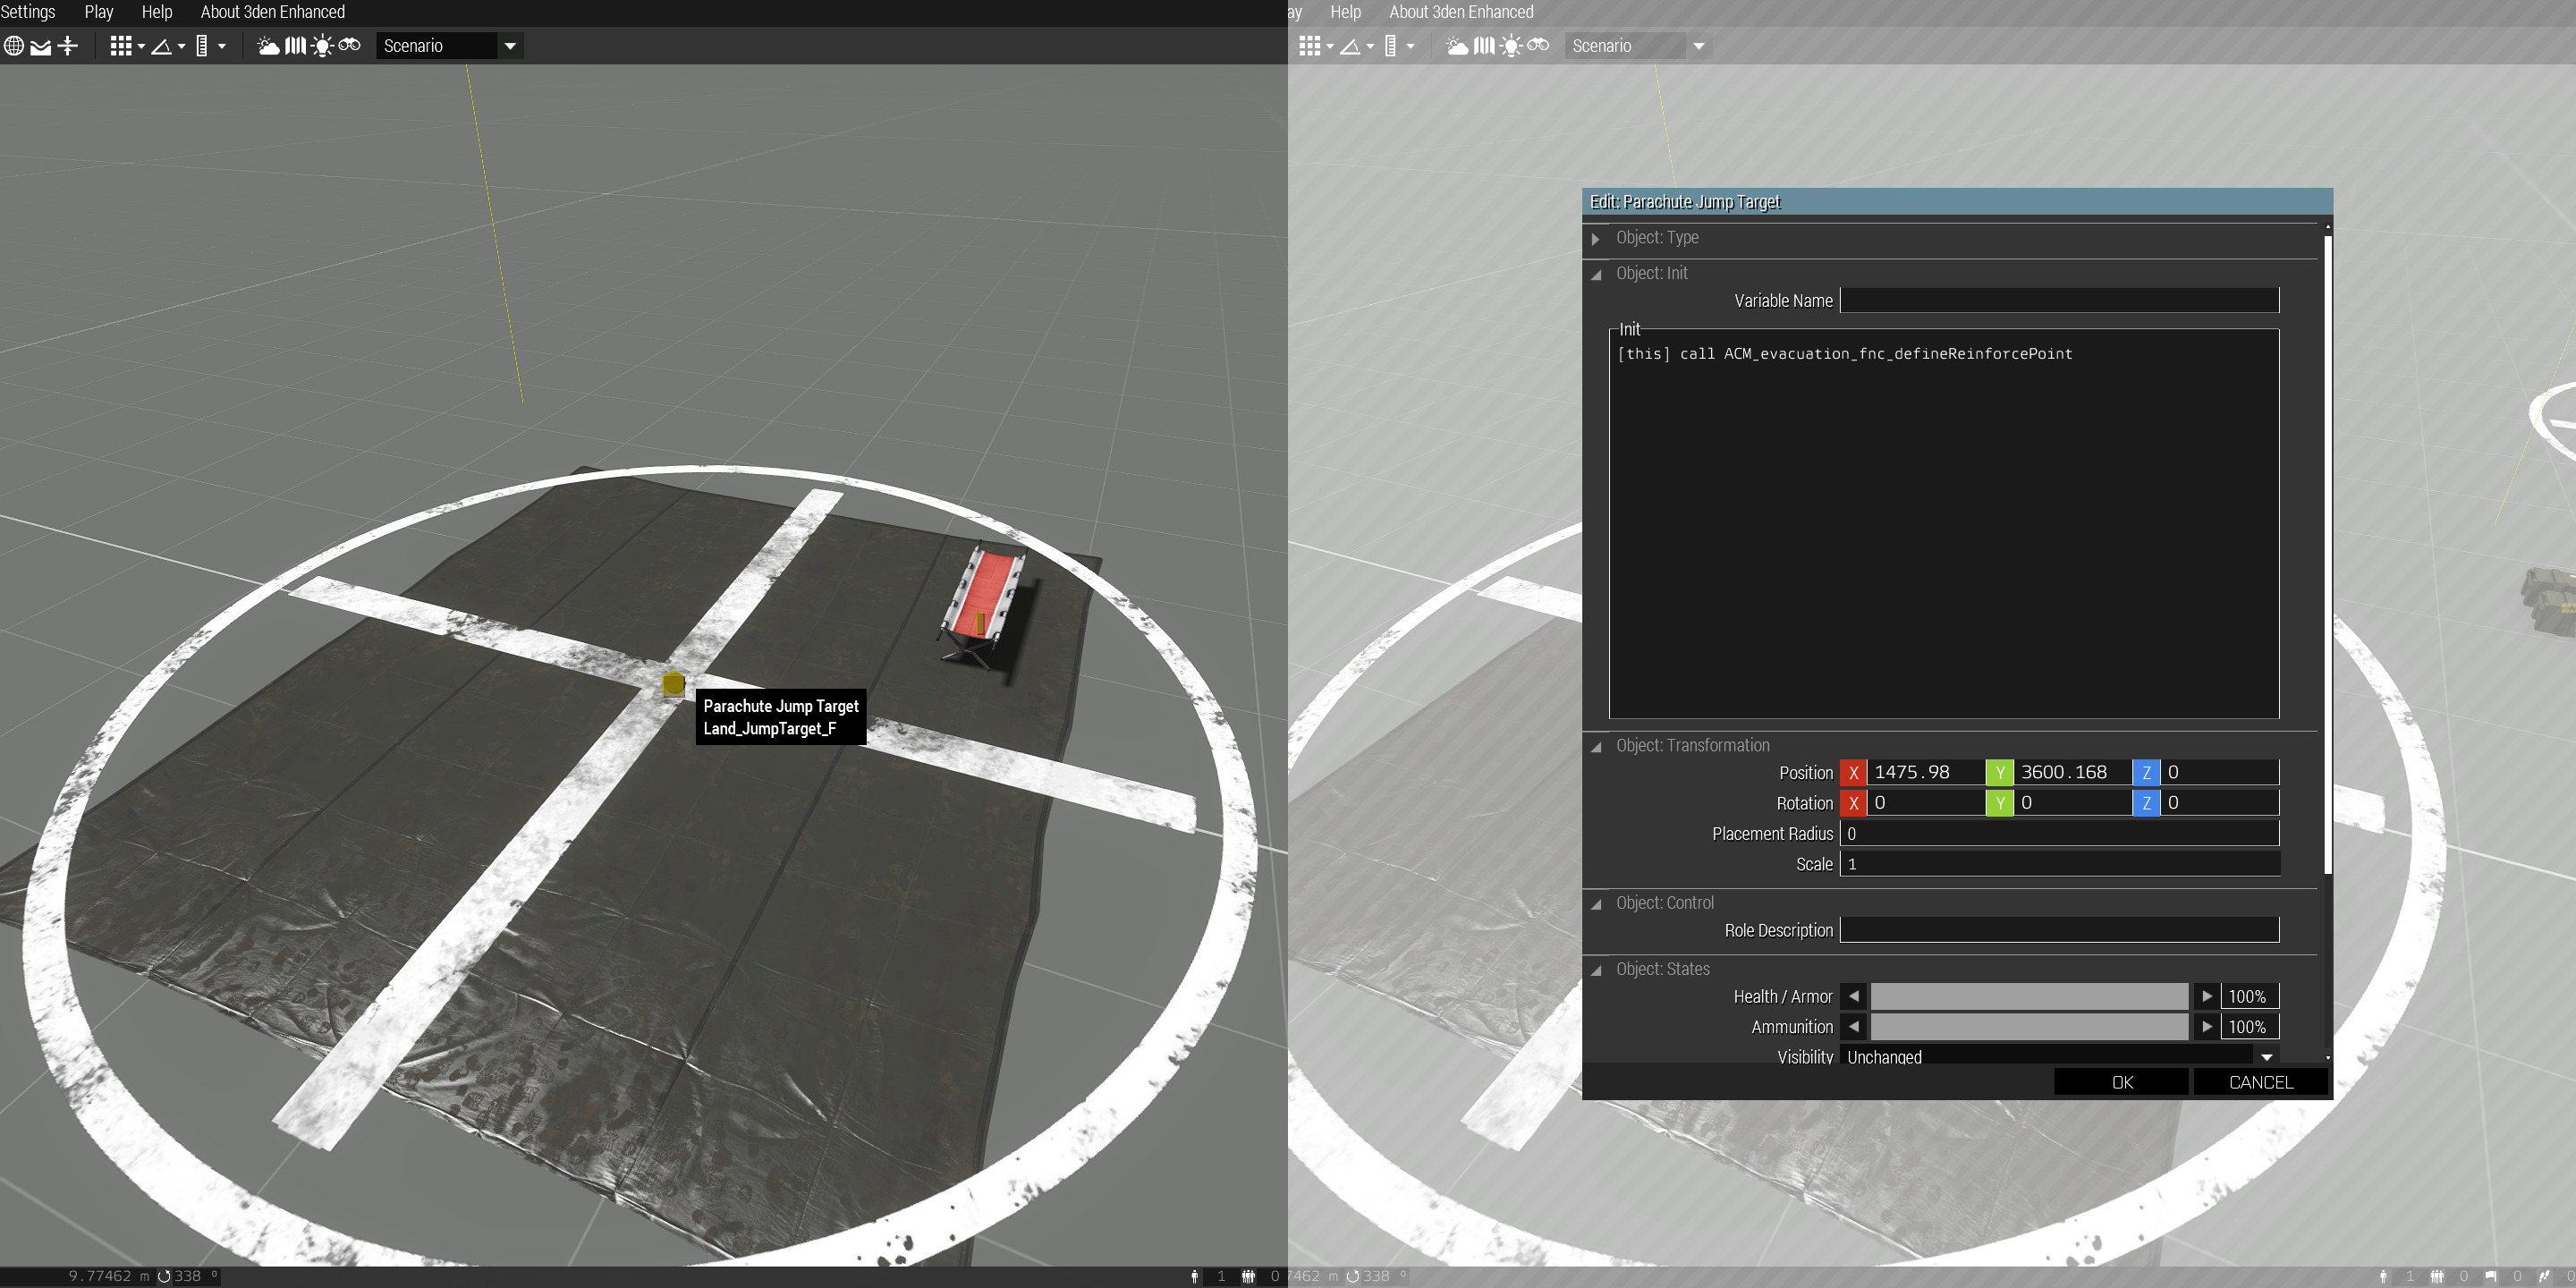 Settings Play Help About 3den Enhanced
Scenario
Parachute Jump Target
Land_JumpTarget_F
9.77462 m 338 °
1 0
ay Help About 3den Enhanced
Scenario
Edit: Parachute Jump Target
Object: Type
Object: Init
Variable Name
Init
[this] call ACM_evacuation_fnc_defineReinforcePoint
Object: Transformation
Position X 1475.98 Y 3600.168 Z 0
Rotation X 0 Y 0 Z 0
Placement Radius 0
Scale 1
Object: Control
Role Description
Object: States
Health / Armor 100%
Ammunition 100%
Visibility Unchanged
OK CANCEL
7462 m 338 °
1 0 0 0